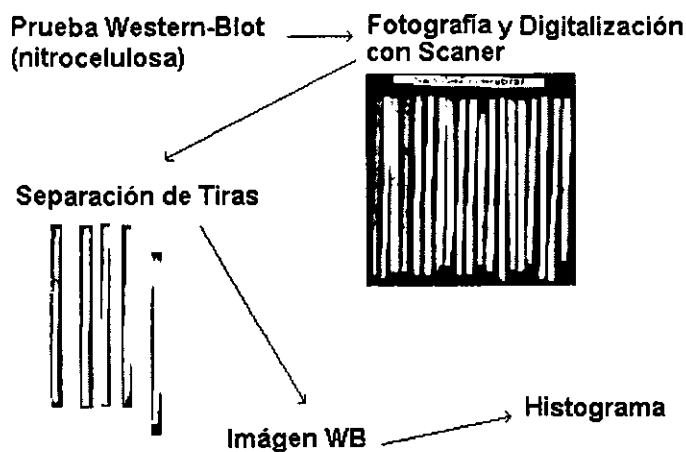 Prueba Western-Blot
(nitrocelulosa)
Fotografía y Digitalización
con Scaner
Separación de Tiras
Imágen WB
Histograma